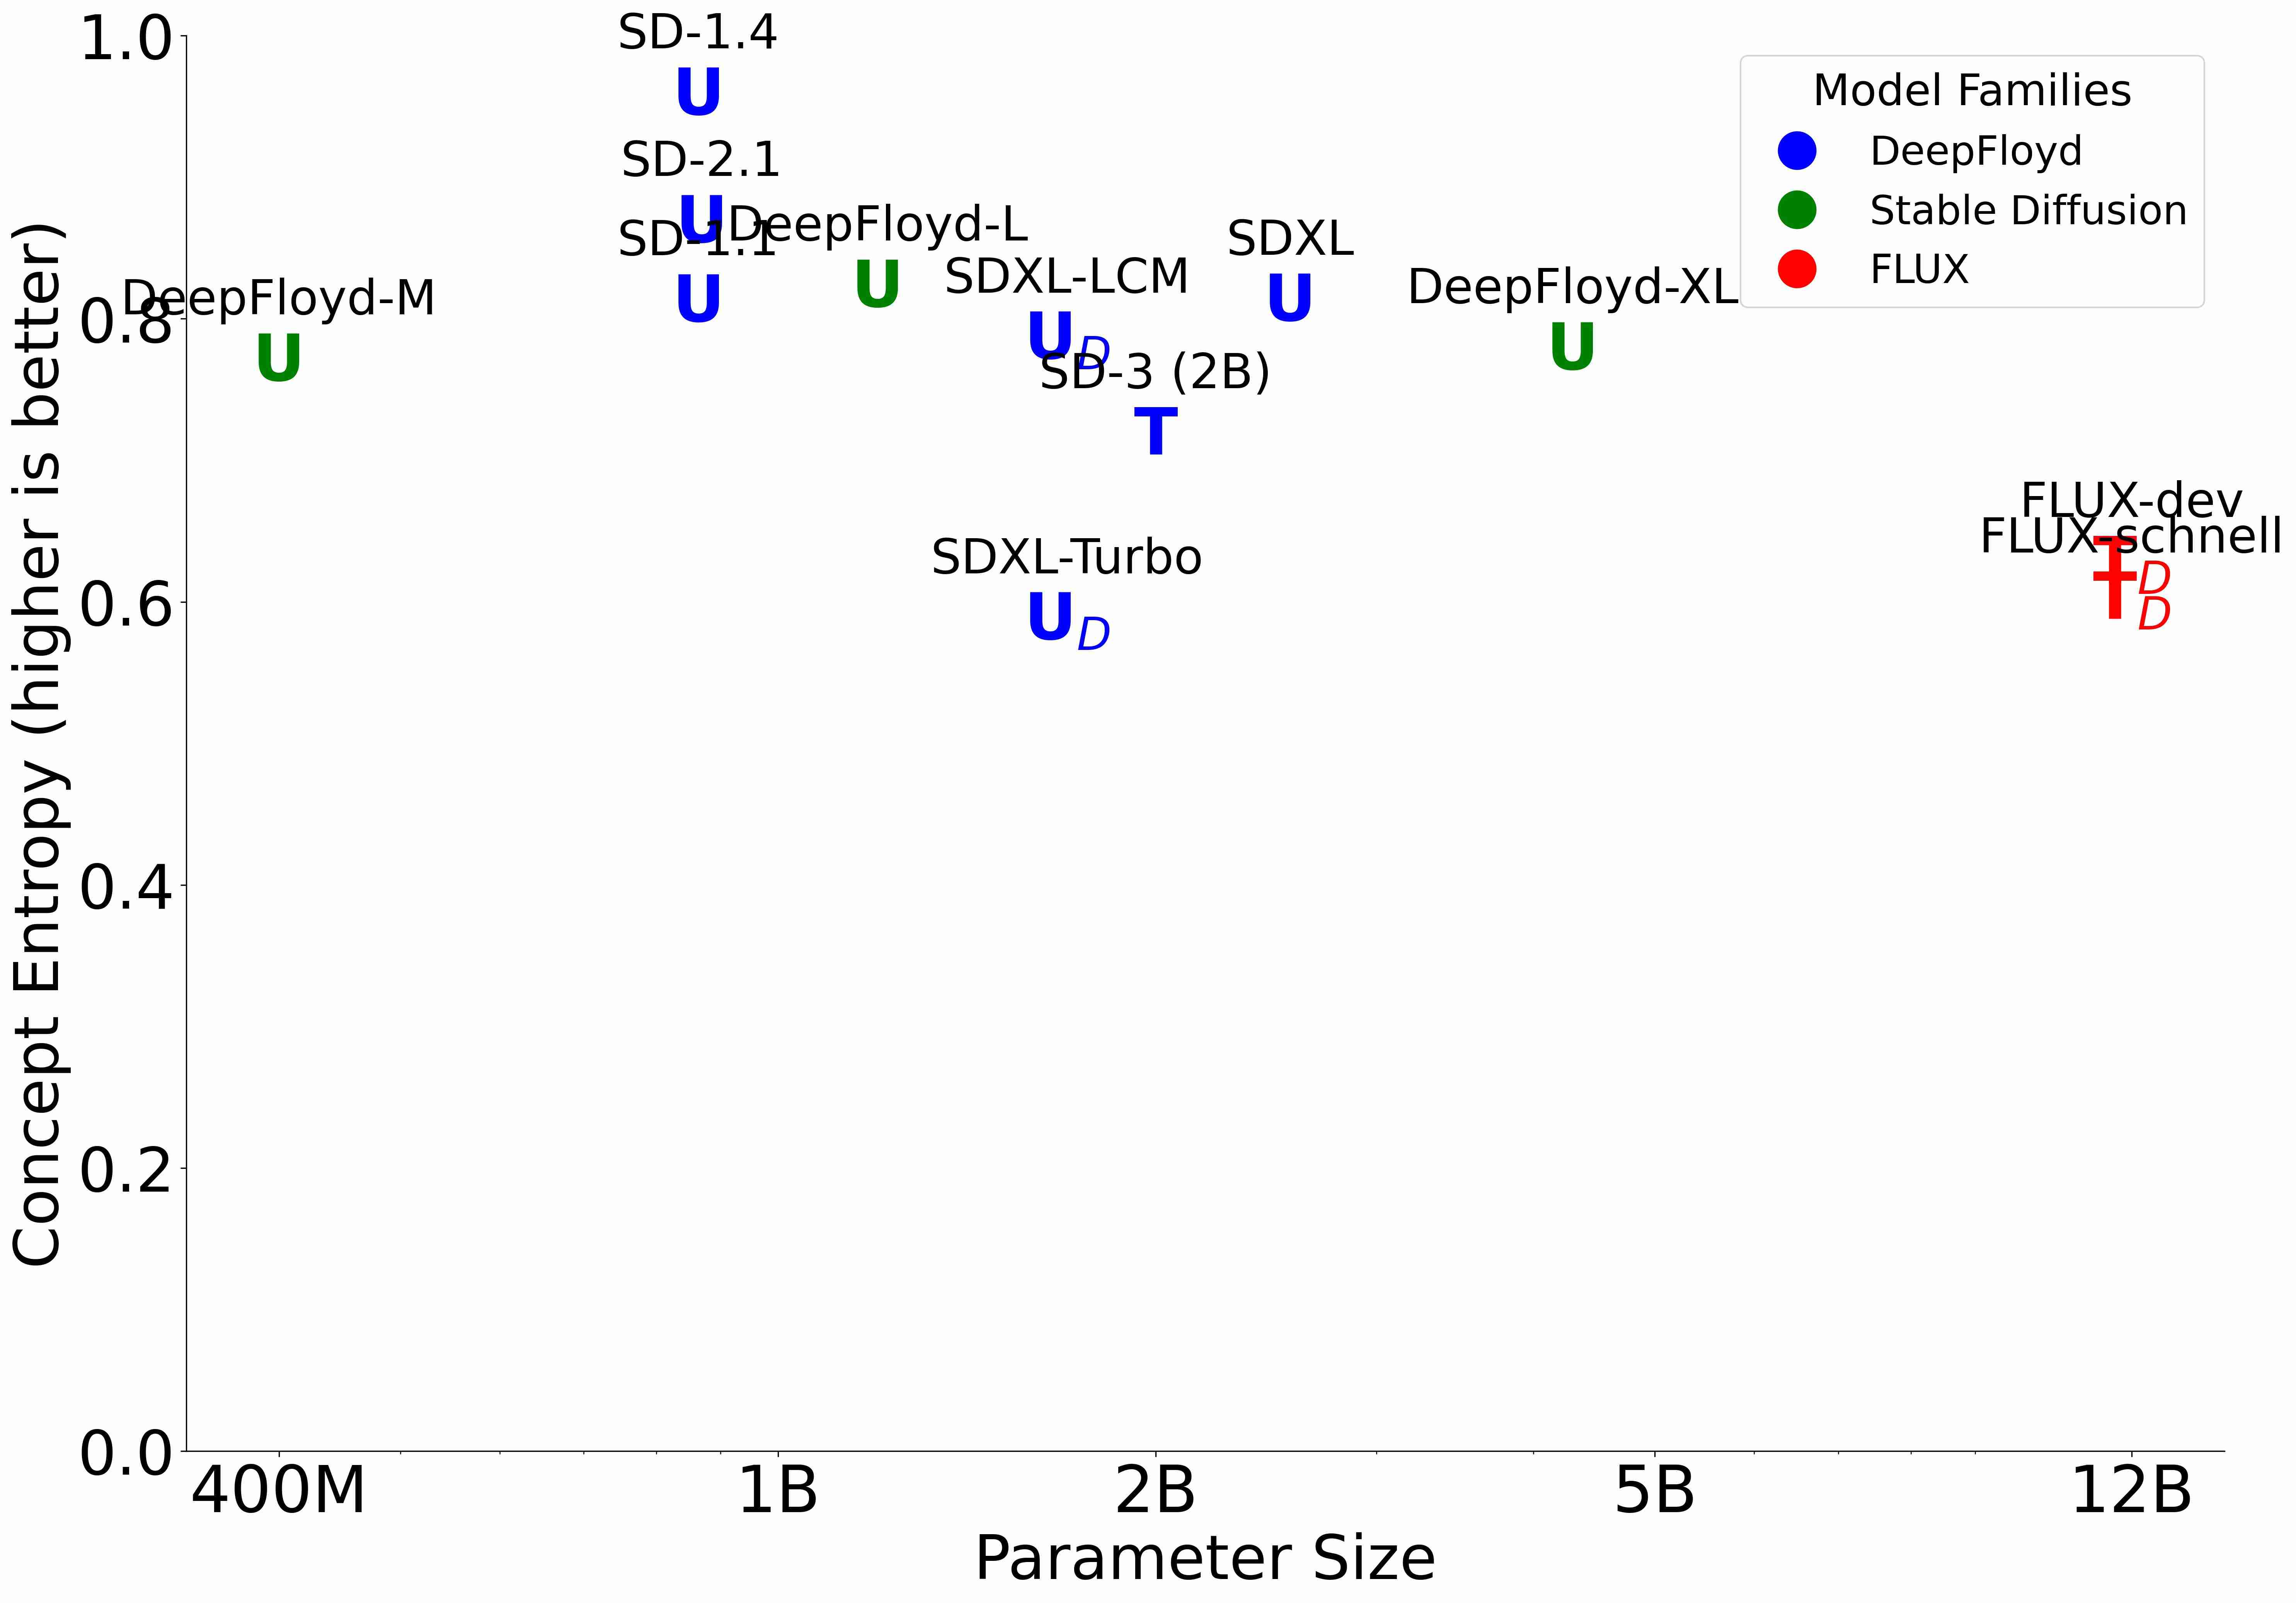 Concept Entropy (higher is better)
1.0
0.8
0.6
0.4
0.2
0.0
SD-1.4
U
SD-2.1
U
SD-1.1
U
DeepFloyd-L
U
DeepFloyd-M
U
SDXL-LCM
U D
SDXL
U
DeepFloyd-XL
U
SD-3 (2B)
T
SDXL-Turbo
U D
FLUX-dev
T D
FLUX-schnell
T D
Model Families
DeepFloyd
Stable Diffusion
FLUX
400M
1B
2B
5B
12B
Parameter Size